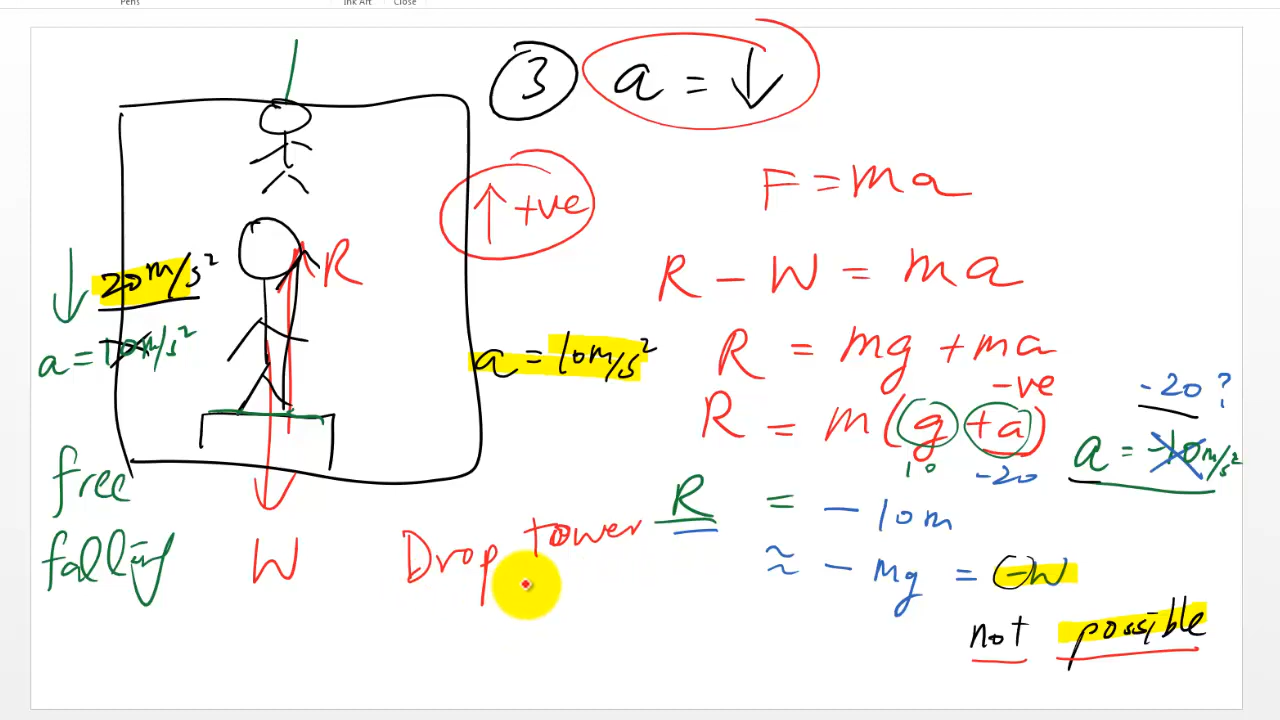 Pens Ink Art Close
③ a = ↓
↑ +ve
F = ma
R
R - W = ma
↓ 20 m/s²
a = 10 m/s²
a = 10 m/s²
R = mg + ma
-ve
-20 ?
R = m(g + a)
10 -20
a = -10 m/s²
free
falling
W
Drop tower
R = - 10m
≈ - mg = -W
not possible